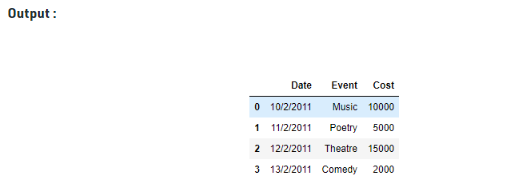 Output :
Date Event Cost
0 10/2/2011 Music 10000
1 11/2/2011 Poetry 5000
2 12/2/2011 Theatre 15000
3 13/2/2011 Comedy 2000